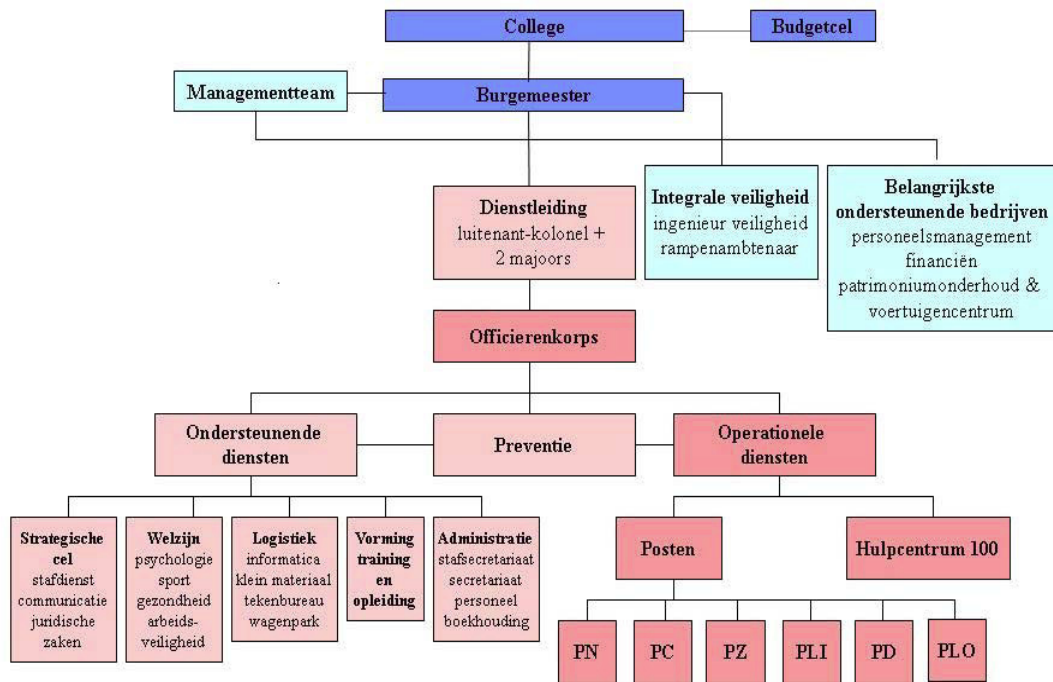 College
Budgetcel
Managementteam
Burgemeester
Dienstleiding
luitenant-kolonel +
2 majoors
Integrale veiligheid
ingenieur veiligheid
rampenambtenaar
Belangrijkste
ondersteunende bedrijven
personeelsmanagement
financiën
patrimoniumonderhoud &
voertuigencentrum
Officierenkorps
Ondersteunende
diensten
Preventie
Operationele
diensten
Strategische
cel
stafdienst
communicatie
juridische
zaken
Welzijn
psychologie
sport
gezondheid
arbeids-
veiligheid
Logistiek
informatica
klein materiaal
tekenbureau
wagenpark
Vorming
training
en
opleiding
Administratie
stafsecretariaat
secretariaat
personeel
boekhouding
Posten
Hulpcentrum 100
PN
PC
PZ
PLI
PD
PLO